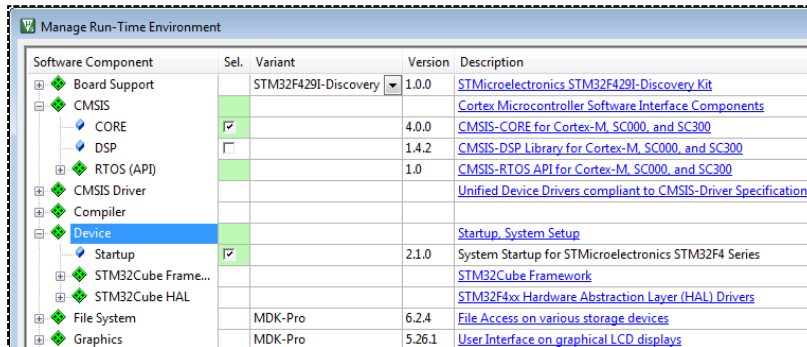 Manage Run-Time Environment
Software Component Sel. Variant Version Description
Board Support STM32F429I-Discovery 1.0.0 STMicroelectronics STM32F429I-Discovery Kit
CMSIS Cortex Microcontroller Software Interface Components
CORE 4.0.0 CMSIS-CORE for Cortex-M, SC000, and SC300
DSP 1.4.2 CMSIS-DSP Library for Cortex-M, SC000, and SC300
RTOS (API) 1.0 CMSIS-RTOS API for Cortex-M, SC000, and SC300
CMSIS Driver Unified Device Drivers compliant to CMSIS-Driver Specification
Compiler
Device Startup, System Setup
Startup 2.1.0 System Startup for STMicroelectronics STM32F4 Series
STM32Cube Frame... STM32Cube Framework
STM32Cube HAL STM32F4xx Hardware Abstraction Layer (HAL) Drivers
File System MDK-Pro 6.2.4 File Access on various storage devices
Graphics MDK-Pro 5.26.1 User Interface on graphical LCD displays